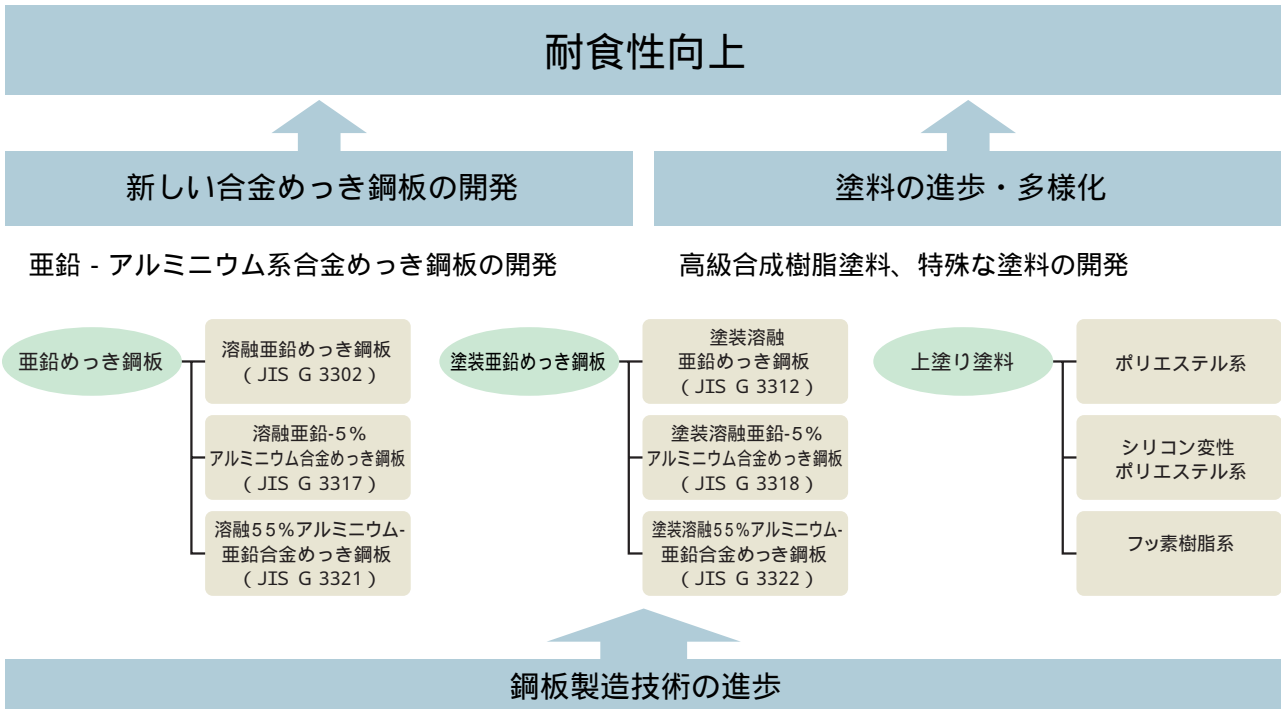 耐食性向上
新しい合金めっき鋼板の開発
塗料の進歩・多様化
亜鉛 - アルミニウム系合金めっき鋼板の開発
高級合成樹脂塗料、特殊な塗料の開発
亜鉛めっき鋼板
溶融亜鉛めっき鋼板
( JIS G 3302 )
溶融亜鉛-5%
アルミニウム合金めっき鋼板
( JIS G 3317 )
溶融55%アルミニウム-
亜鉛合金めっき鋼板
( JIS G 3321 )
塗装亜鉛めっき鋼板
塗装溶融
亜鉛めっき鋼板
( JIS G 3312 )
塗装溶融亜鉛-5%
アルミニウム合金めっき鋼板
( JIS G 3318 )
塗装溶融55%アルミニウム-
亜鉛合金めっき鋼板
( JIS G 3322 )
上塗り塗料
ポリエステル系
シリコン変性
ポリエステル系
フッ素樹脂系
鋼板製造技術の進歩